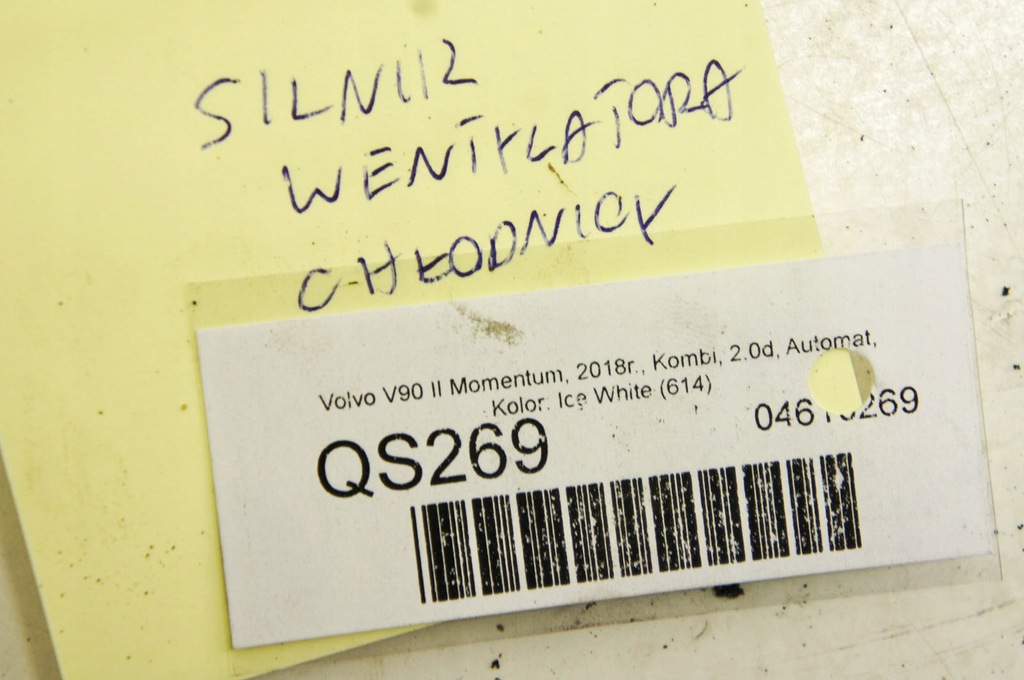 SILNIK
WENTYLATORA
CHŁODNICY
Volvo V90 II Momentum, 2018r., Kombi, 2.0d, Automat,
Kolor: Ice White (614)
QS269